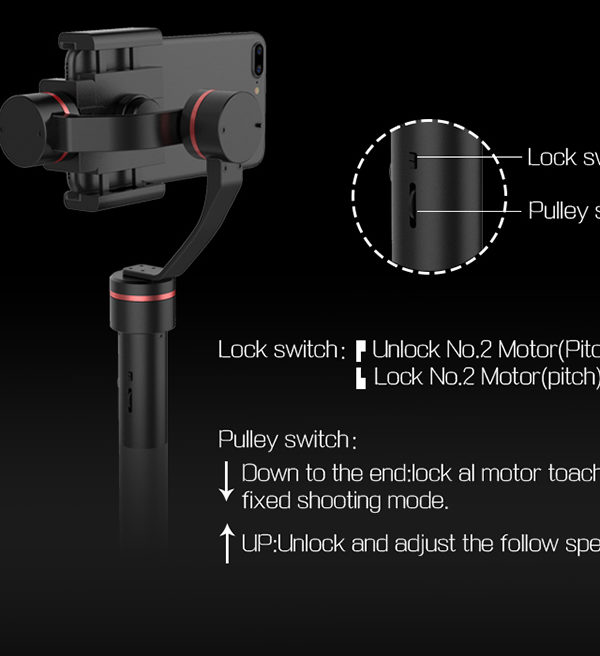 Lock sw
Pulley s
Lock switch: Unlock No.2 Motor(Pitc
Lock No.2 Motor(pitch)
Pulley switch:
Down to the end:lock al motor toach
fixed shooting mode.
UP:Unlock and adjust the follow spe